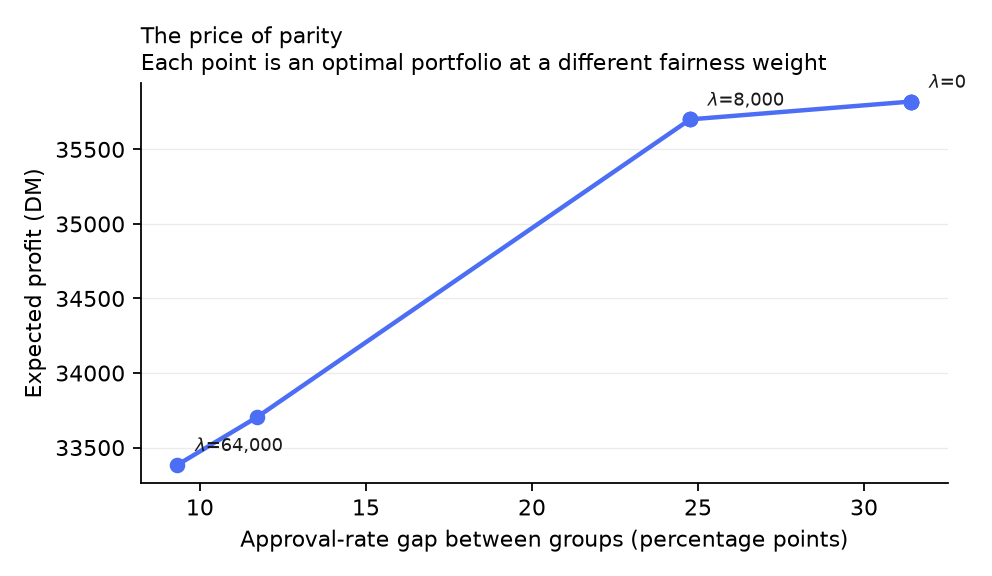 The price of parity
Each point is an optimal portfolio at a different fairness weight
λ=0
λ=8,000
35500
35000
34500
34000
33500
λ=64,000
Expected profit (DM)
10
15
20
25
30
Approval-rate gap between groups (percentage points)